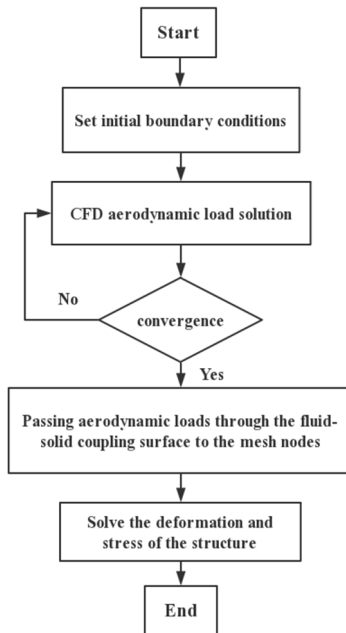 Start
Set initial boundary conditions
CFD aerodynamic load solution
No
convergence
Yes
Passing aerodynamic loads through the fluid-
solid coupling surface to the mesh nodes
Solve the deformation and
stress of the structure
End